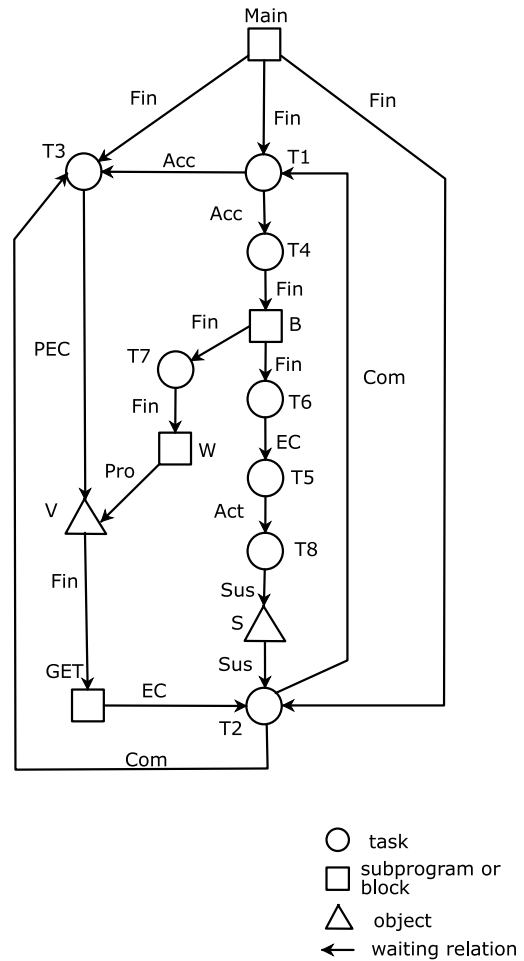 Main
Fin
Fin
Fin
T3
Acc
T1
Acc
T4
Fin
Fin
B
T7
Fin
PEC
Com
Fin
T6
W
EC
Pro
T5
V
Act
T8
Fin
Sus
S
Sus
GET
EC
T2
Com
task
subprogram or
block
object
waiting relation